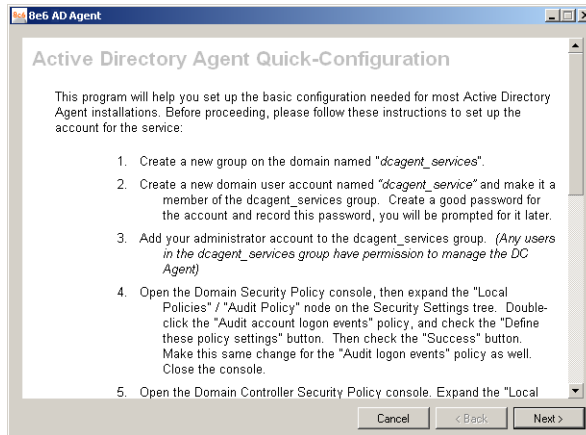 8e6 AD Agent
Active Directory Agent Quick-Configuration
This program will help you set up the basic configuration needed for most Active Directory
Agent installations. Before proceeding, please follow these instructions to set up the
account for the service:
1. Create a new group on the domain named "dcagent_services".
2. Create a new domain user account named "dcagent_service" and make it a
member of the dcagent_services group. Create a good password for
the account and record this password, you will be prompted for it later.
3. Add your administrator account to the dcagent_services group. (Any users
in the dcagent_services group have permission to manage the DC
Agent)
4. Open the Domain Security Policy console, then expand the "Local
Policies" / "Audit Policy" node on the Security Settings tree. Double-
click the "Audit account logon events" policy, and check the "Define
these policy settings" button. Then check the "Success" button.
Make this same change for the "Audit logon events" policy as well.
Close the console.
5. Open the Domain Controller Security Policy console. Expand the "Local
Cancel < Back Next >